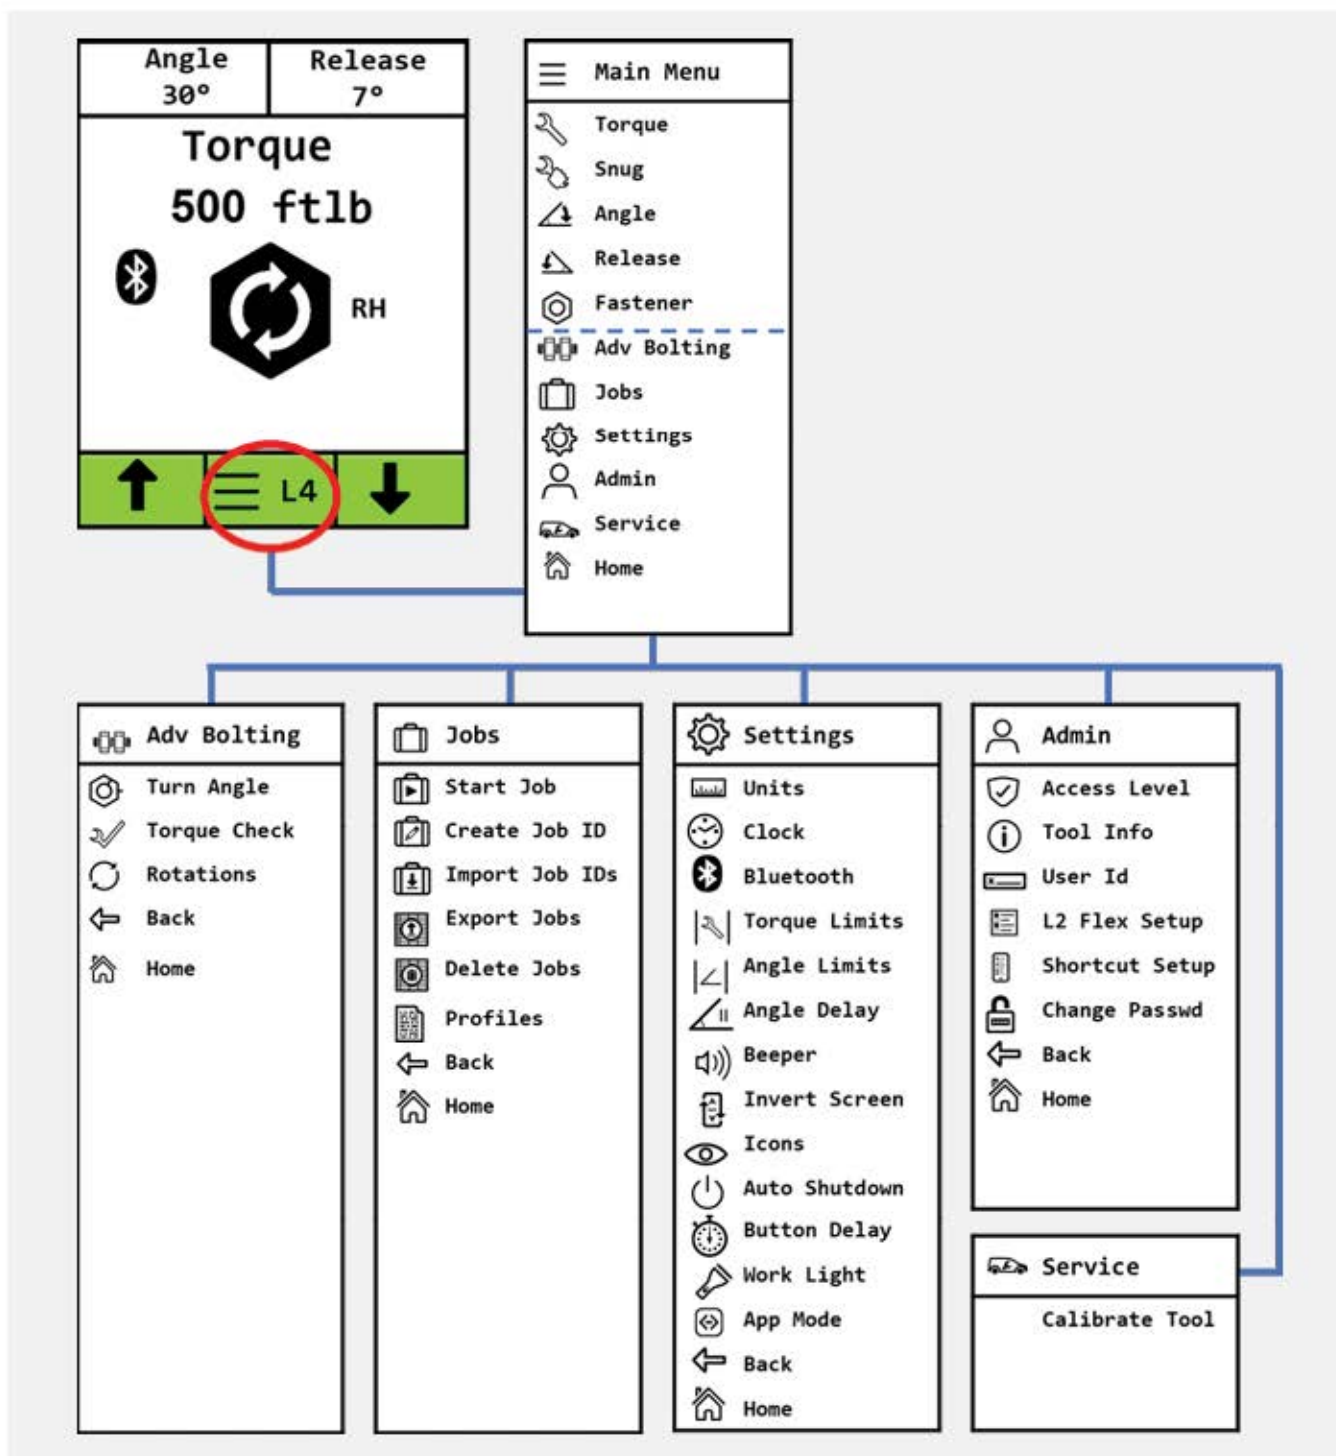 Angle
30°
Release
7°
Torque
500 ftlb
RH
L4
Main Menu
Torque
Snug
Angle
Release
Fastener
Adv Bolting
Jobs
Settings
Admin
Service
Home
Adv Bolting
Turn Angle
Torque Check
Rotations
Back
Home
Jobs
Start Job
Create Job ID
Import Job IDs
Export Jobs
Delete Jobs
Profiles
Back
Home
Settings
Units
Clock
Bluetooth
Torque Limits
Angle Limits
Angle Delay
Beeper
Invert Screen
Icons
Auto Shutdown
Button Delay
Work Light
App Mode
Back
Home
Admin
Access Level
Tool Info
User Id
L2 Flex Setup
Shortcut Setup
Change Passwd
Back
Home
Service
Calibrate Tool